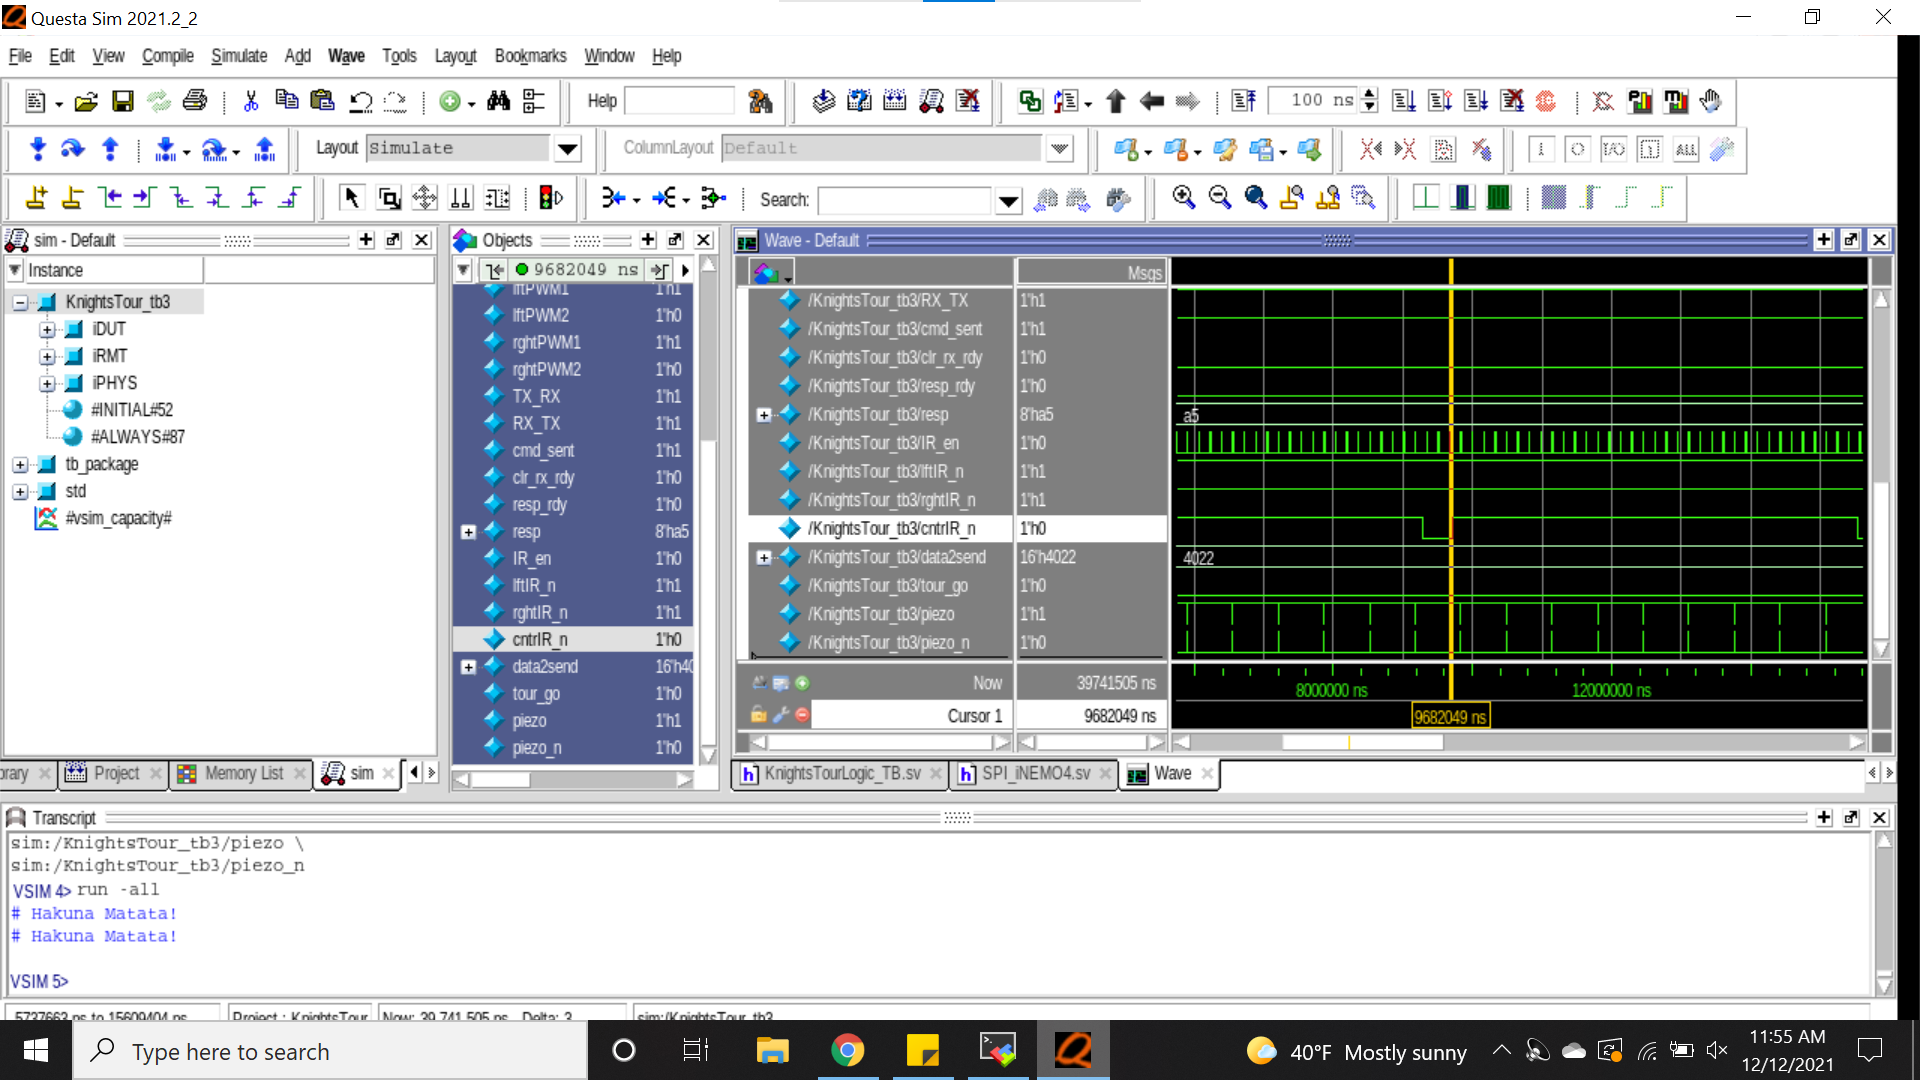 Questa Sim 2021.2_2
File Edit View Compile Simulate Add Wave Tools Layout Bookmarks Window Help
Help 100 ns
Layout Simulate ColumnLayout Default
Search:
sim - Default
Instance
KnightsTour_tb3
iDUT
iRMT
iPHYS
#INITIAL#52
#ALWAYS#87
tb_package
std
#vsim_capacity#
Objects
9682049 ns
lftPWM1 1'h1
lftPWM2 1'h0
rghtPWM1 1'h1
rghtPWM2 1'h0
TX_RX 1'h1
RX_TX 1'h1
cmd_sent 1'h1
clr_rx_rdy 1'h0
resp_rdy 1'h0
resp 8'ha5
IR_en 1'h0
lftIR_n 1'h1
rghtIR_n 1'h1
cntrIR_n 1'h0
data2send 16'h40
tour_go 1'h0
piezo 1'h1
piezo_n 1'h0
Wave - Default
Msgs
/KnightsTour_tb3/RX_TX 1'h1
/KnightsTour_tb3/cmd_sent 1'h1
/KnightsTour_tb3/clr_rx_rdy 1'h0
/KnightsTour_tb3/resp_rdy 1'h0
/KnightsTour_tb3/resp 8'ha5 a5
/KnightsTour_tb3/IR_en 1'h0
/KnightsTour_tb3/lftIR_n 1'h1
/KnightsTour_tb3/rghtIR_n 1'h1
/KnightsTour_tb3/cntrIR_n 1'h0
/KnightsTour_tb3/data2send 16'h4022 4022
/KnightsTour_tb3/tour_go 1'h0
/KnightsTour_tb3/piezo 1'h1
/KnightsTour_tb3/piezo_n 1'h0
Now 39741505 ns 8000000 ns 12000000 ns
Cursor 1 9682049 ns 9682049 ns
brary Project Memory List sim
KnightsTourLogic_TB.sv SPI_iNEMO4.sv Wave
Transcript
sim:/KnightsTour_tb3/piezo \
sim:/KnightsTour_tb3/piezo_n
VSIM 4> run -all
# Hakuna Matata!
# Hakuna Matata!
VSIM 5>
5737663 ns to 15609404 ns Project : KnightsTour Now: 39,741,505 ns Delta: 3 sim:/KnightsTour_tb3
Type here to search
40°F Mostly sunny
11:55 AM
12/12/2021